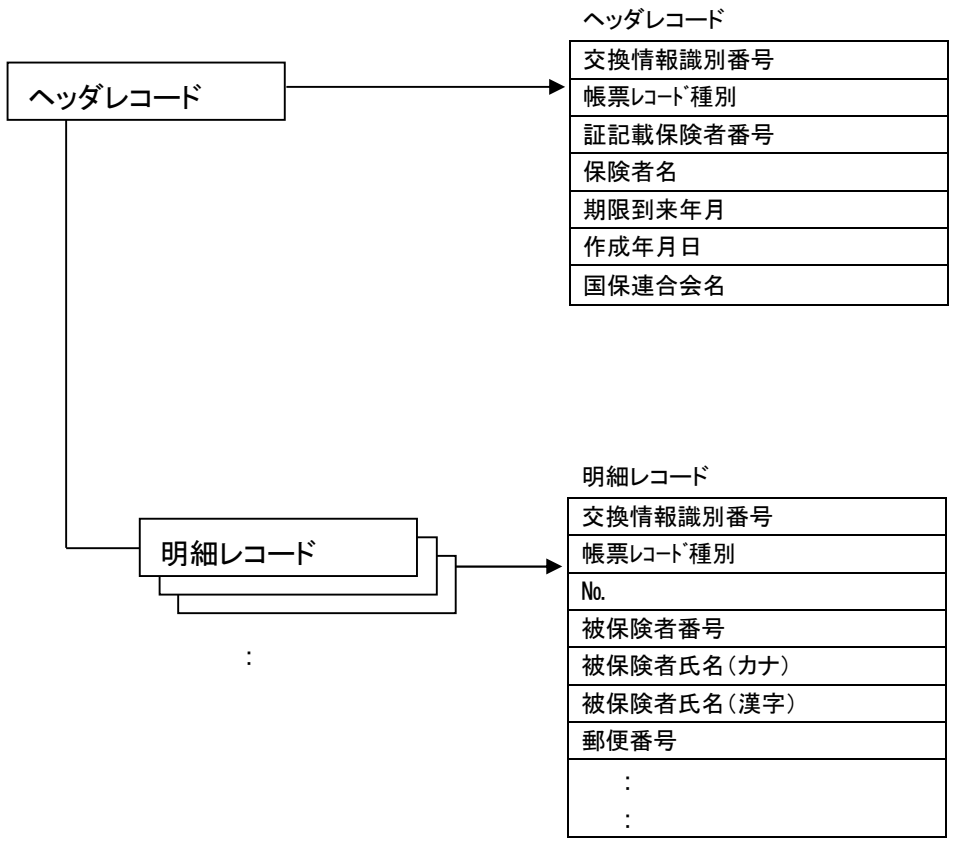 ヘッダレコード
ヘッダレコード
交換情報識別番号
帳票ﾚｺｰﾄﾞ種別
証記載保険者番号
保険者名
期限到来年月
作成年月日
国保連合会名
明細レコード
:
明細レコード
交換情報識別番号
帳票ﾚｺｰﾄﾞ種別
№
被保険者番号
被保険者氏名(カナ)
被保険者氏名(漢字)
郵便番号
:
: